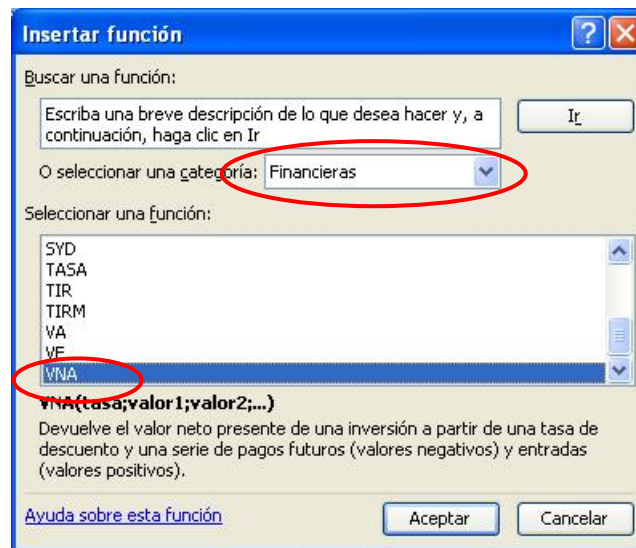 Insertar función
Buscar una función:
Escriba una breve descripción de lo que desea hacer y, a
continuación, haga clic en Ir
Ir
O seleccionar una categoría: Financieras
Seleccionar una función:
SYD
TASA
TIR
TIRM
VA
VF
VNA
VNA(tasa;valor1;valor2;...)
Devuelve el valor neto presente de una inversión a partir de una tasa de
descuento y una serie de pagos futuros (valores negativos) y entradas
(valores positivos).
Ayuda sobre esta función
Aceptar
Cancelar